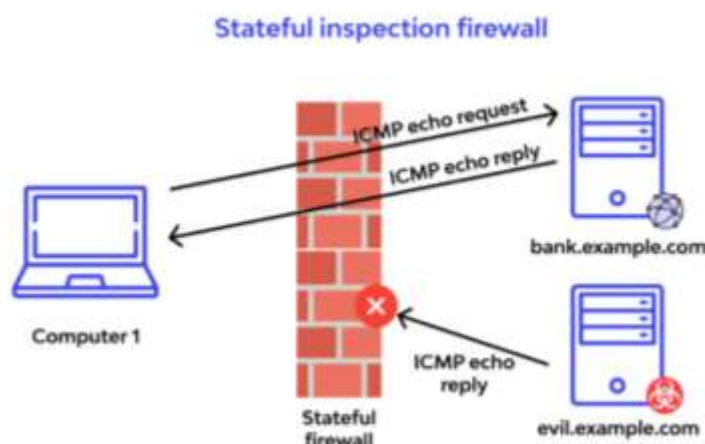 Stateful inspection firewall
ICMP echo request
ICMP echo reply
bank.example.com
Computer 1
ICMP echo
reply
Stateful
firewall
evil.example.com